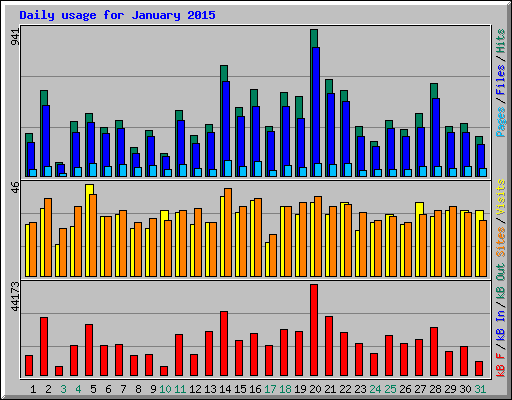 Daily usage for January 2015
941
Pages / Files / Hits
46
Sites / Visits
44173
kB F / kB In / kB Out
1 2 3 4 5 6 7 8 9 10 11 12 13 14 15 16 17 18 19 20 21 22 23 24 25 26 27 28 29 30 31